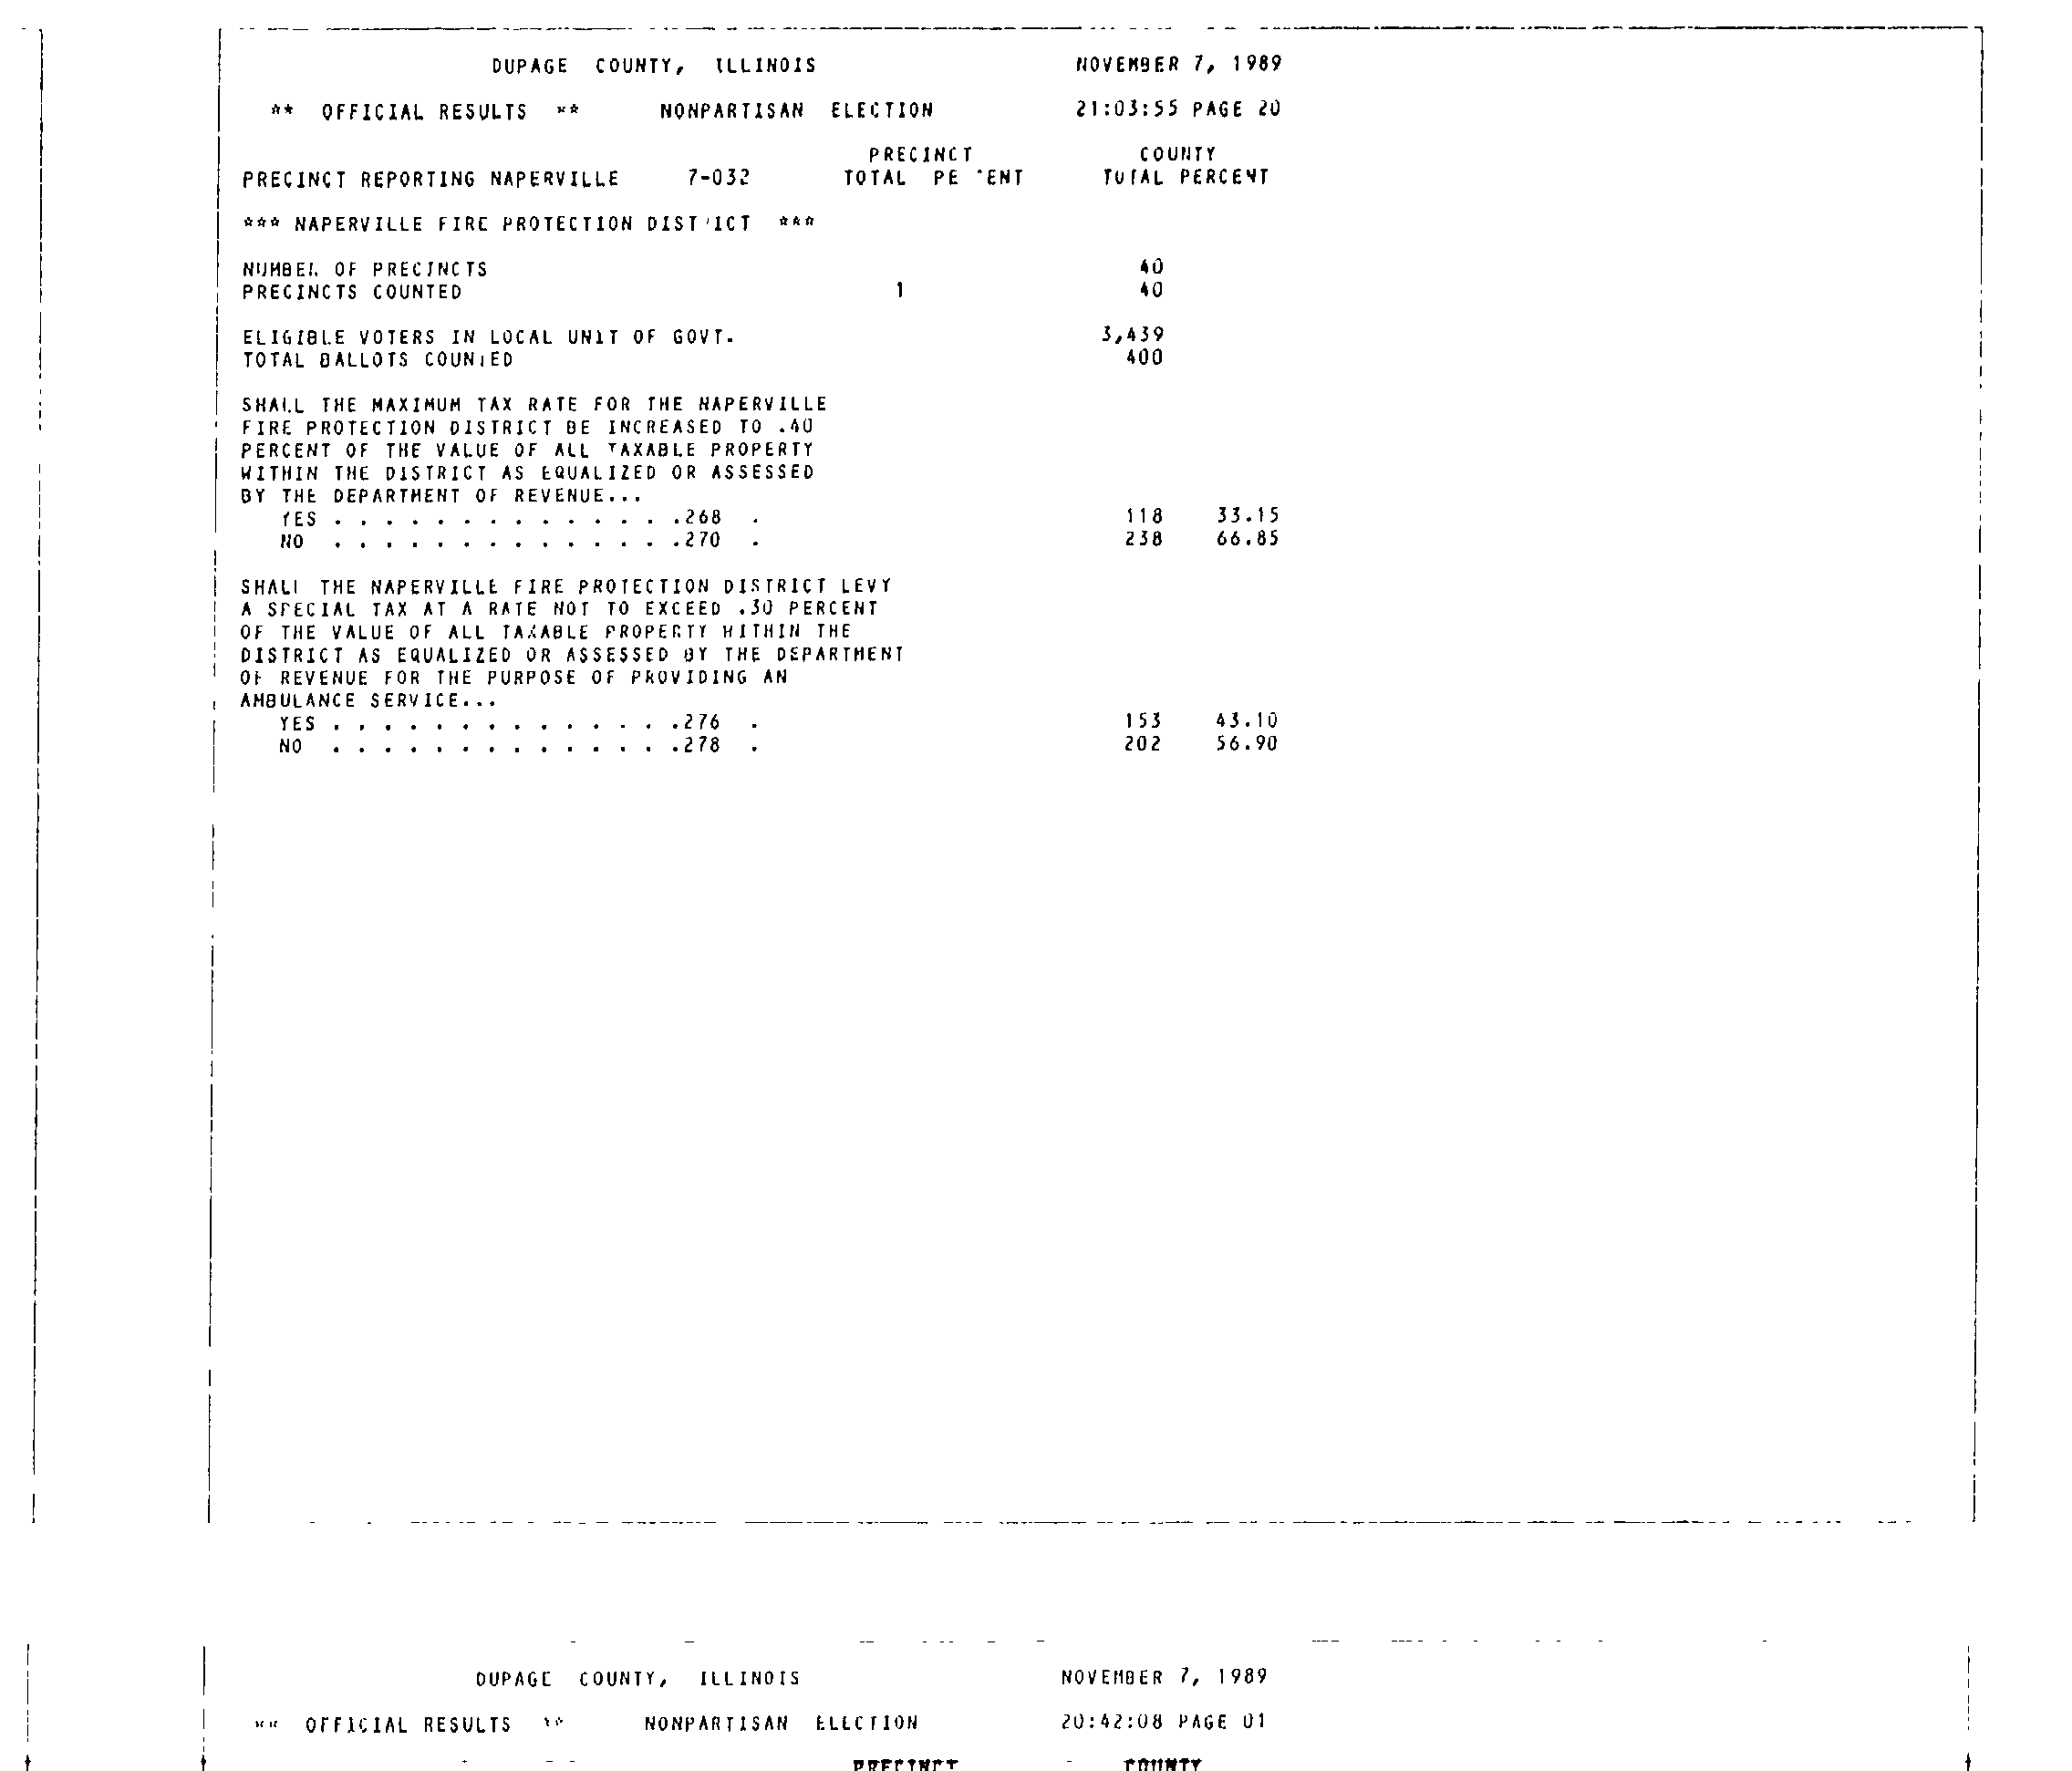 DUPAGE COUNTY, ILLINOIS NOVEMBER 7, 1989
** OFFICIAL RESULTS ** NONPARTISAN ELECTION 21:03:55 PAGE 20
PRECINCT COUNTY
PRECINCT REPORTING NAPERVILLE 7-032 TOTAL PE ENT TOTAL PERCENT
*** NAPERVILLE FIRE PROTECTION DIST ICT ***
NUMBER OF PRECINCTS 40
PRECINCTS COUNTED 1 40
ELIGIBLE VOTERS IN LOCAL UNIT OF GOVT. 3,439
TOTAL BALLOTS COUNTED 400
SHALL THE MAXIMUM TAX RATE FOR THE NAPERVILLE
FIRE PROTECTION DISTRICT BE INCREASED TO .40
PERCENT OF THE VALUE OF ALL TAXABLE PROPERTY
WITHIN THE DISTRICT AS EQUALIZED OR ASSESSED
BY THE DEPARTMENT OF REVENUE...
YES . . . . . . . . . . . . . .268 . 118 33.15
NO . . . . . . . . . . . . . .270 . 238 66.85
SHALL THE NAPERVILLE FIRE PROTECTION DISTRICT LEVY
A SPECIAL TAX AT A RATE NOT TO EXCEED .30 PERCENT
OF THE VALUE OF ALL TAXABLE PROPERTY WITHIN THE
DISTRICT AS EQUALIZED OR ASSESSED BY THE DEPARTMENT
OF REVENUE FOR THE PURPOSE OF PROVIDING AN
AMBULANCE SERVICE...
YES . . . . . . . . . . . . . .276 . 153 43.10
NO . . . . . . . . . . . . . .278 . 202 56.90
DUPAGE COUNTY, ILLINOIS NOVEMBER 7, 1989
** OFFICIAL RESULTS ** NONPARTISAN ELECTION 20:42:08 PAGE 01
PRECINCT COUNTY